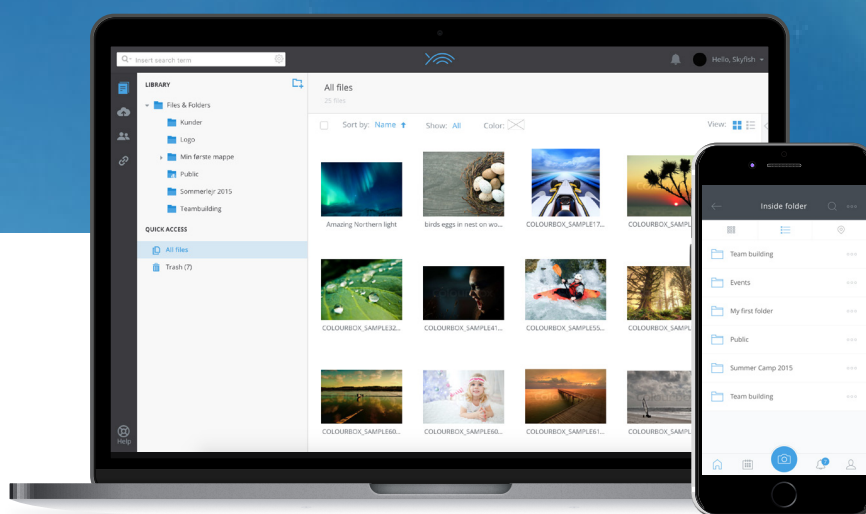 Insert search term
Hello, Skyfish
LIBRARY
Files & Folders
Kunder
Logo
Min første mappe
Public
Sommerlejr 2015
Teambuilding
QUICK ACCESS
All files
Trash (7)
Help
All files
25 files
Sort by: Name
Show: All
Color:
View:
Amazing Northern light
birds eggs in nest on wo...
COLOURBOX_SAMPLE17...
COLOURBOX_SAMPL
COLOURBOX_SAMPLE32...
COLOURBOX_SAMPLE41...
COLOURBOX_SAMPLE55...
COLOURBOX_SAMPL
COLOURBOX_SAMPLE60...
COLOURBOX_SAMPLE60...
COLOURBOX_SAMPLE61...
COLOURBOX_SAMPL
Inside folder
Team building
Events
My first folder
Public
Summer Camp 2015
Team building